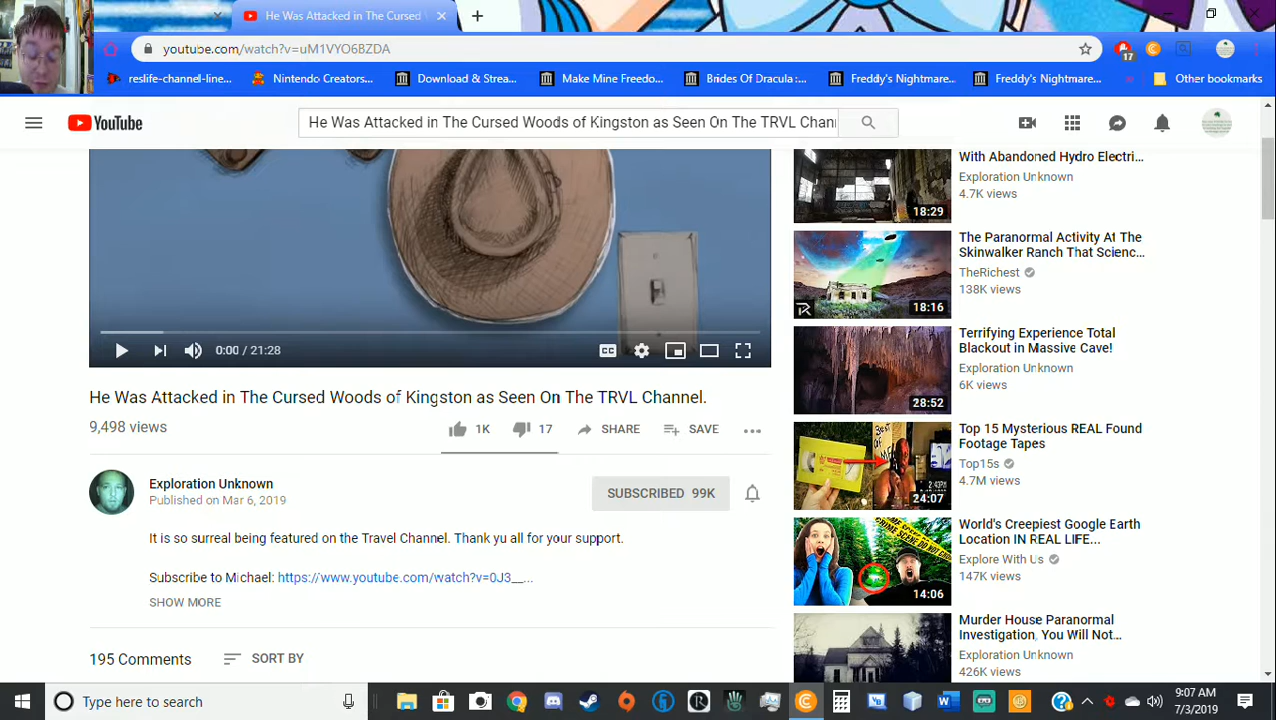 He Was Attacked in The Cursed
youtube.com/watch?v=uM1VYO6BZDA
17
reslife-channel-line...
Nintendo Creators...
Download & Strea...
Make Mine Freedo...
Brides Of Dracula :...
Freddy's Nightmare...
Freddy's Nightmare...
Other bookmarks
YouTube
He Was Attacked in The Cursed Woods of Kingston as Seen On The TRVL Chann
With Abandoned Hydro Electri...
Exploration Unknown
4.7K views
18:29
The Paranormal Activity At The
Skinwalker Ranch That Scienc...
TheRichest
138K views
18:16
0:00 / 21:28
CC
Terrifying Experience Total
Blackout in Massive Cave!
Exploration Unknown
6K views
28:52
He Was Attacked in The Cursed Woods of Kingston as Seen On The TRVL Channel.
9,498 views
1K
17
SHARE
SAVE
Top 15 Mysterious REAL Found
Footage Tapes
Top15s
4.7M views
24:07
Exploration Unknown
Published on Mar 6, 2019
SUBSCRIBED 99K
It is so surreal being featured on the Travel Channel. Thank yu all for your support.
Subscribe to Michael: https://www.youtube.com/watch?v=0J3__...
SHOW MORE
World's Creepiest Google Earth
Location IN REAL LIFE...
Explore With Us
147K views
14:06
Murder House Paranormal
Investigation, You Will Not...
Exploration Unknown
426K views
195 Comments
SORT BY
Type here to search
9:07 AM
7/3/2019